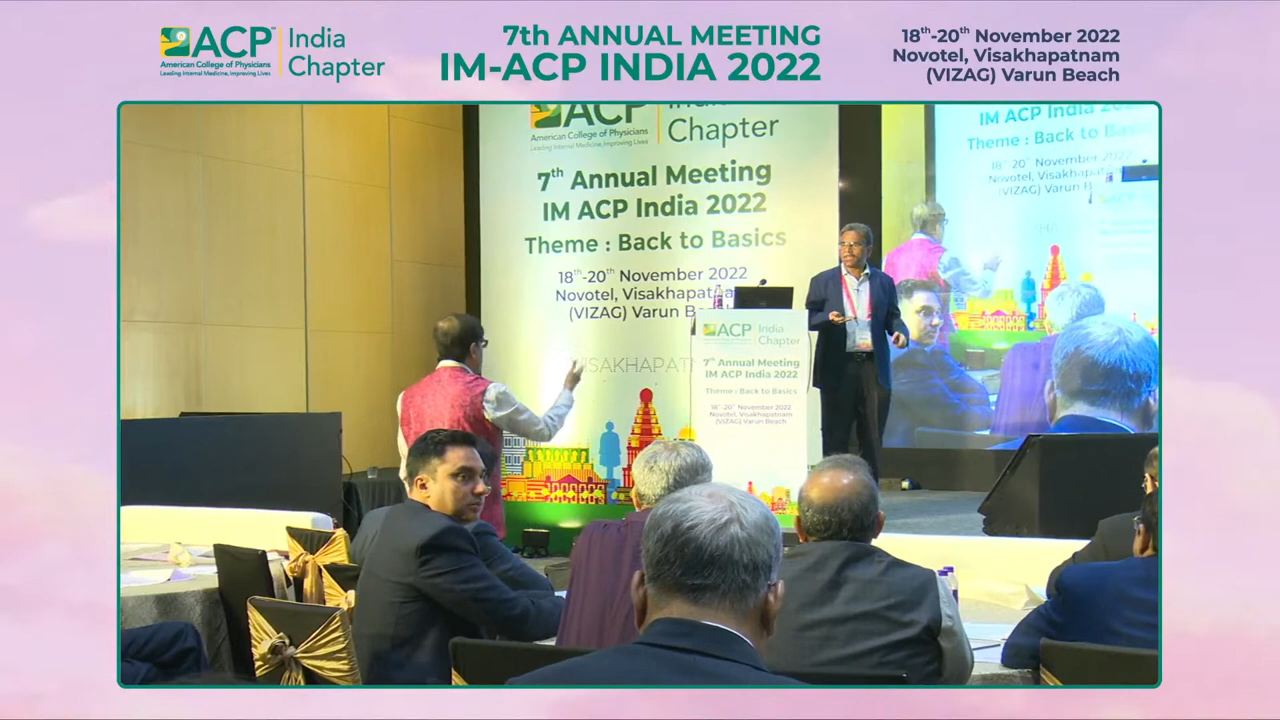 ACP
American College of Physicians
Leading Internal Medicine, Improving Lives
India
Chapter
7th ANNUAL MEETING
IM-ACP INDIA 2022
18th-20th November 2022
Novotel, Visakhapatnam
(VIZAG) Varun Beach
ACP
American College of Physicians
Leading Internal Medicine, Improving Lives
Chapter
7th Annual Meeting
IM ACP India 2022
Theme : Back to Basics
18th-20th November 2022
Novotel, Visakhapatna
(VIZAG) Varun B
VISAKHAPATN
IM ACP India 2022
Theme : Back to Basics
18th-20th November 2022
Novotel, Visakhapat
(VIZAG) Varun B
ACP
India
Chapter
7th Annual Meeting
IM ACP India 2022
Theme : Back to Basics
18th-20th November 2022
Novotel, Visakhapatnam
(VIZAG) Varun Beach